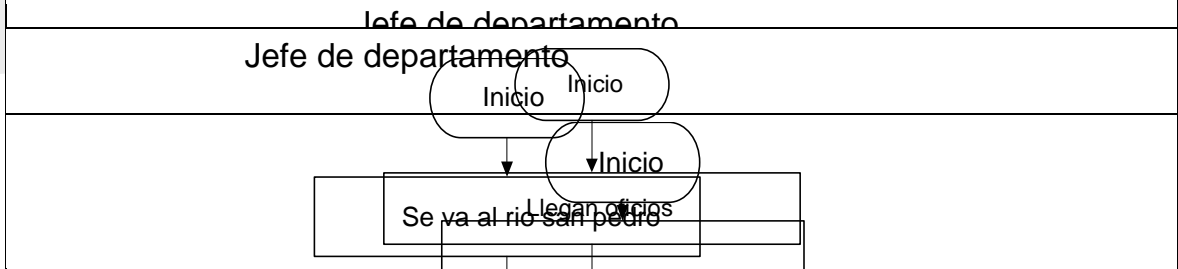 Jefe de departamento
Jefe de departamento
Inicio
Inicio
Inicio
Llegan oficios
Se va al rio san pedro